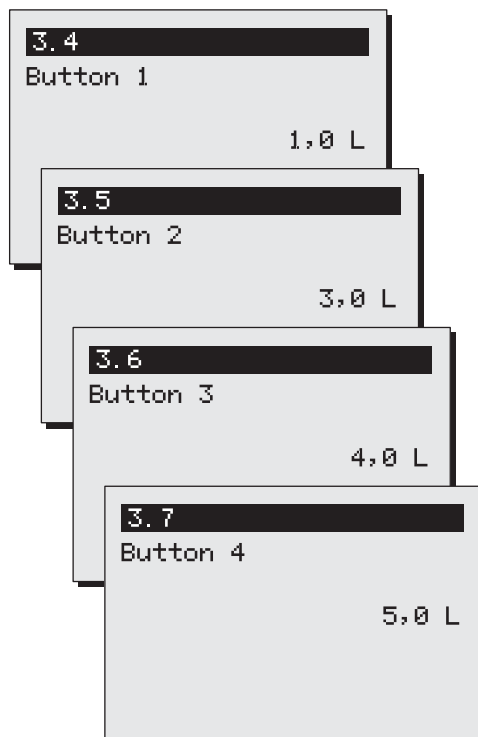 3.4
Button 1
1,0 L
3.5
Button 2
3,0 L
3.6
Button 3
4,0 L
3.7
Button 4
5,0 L